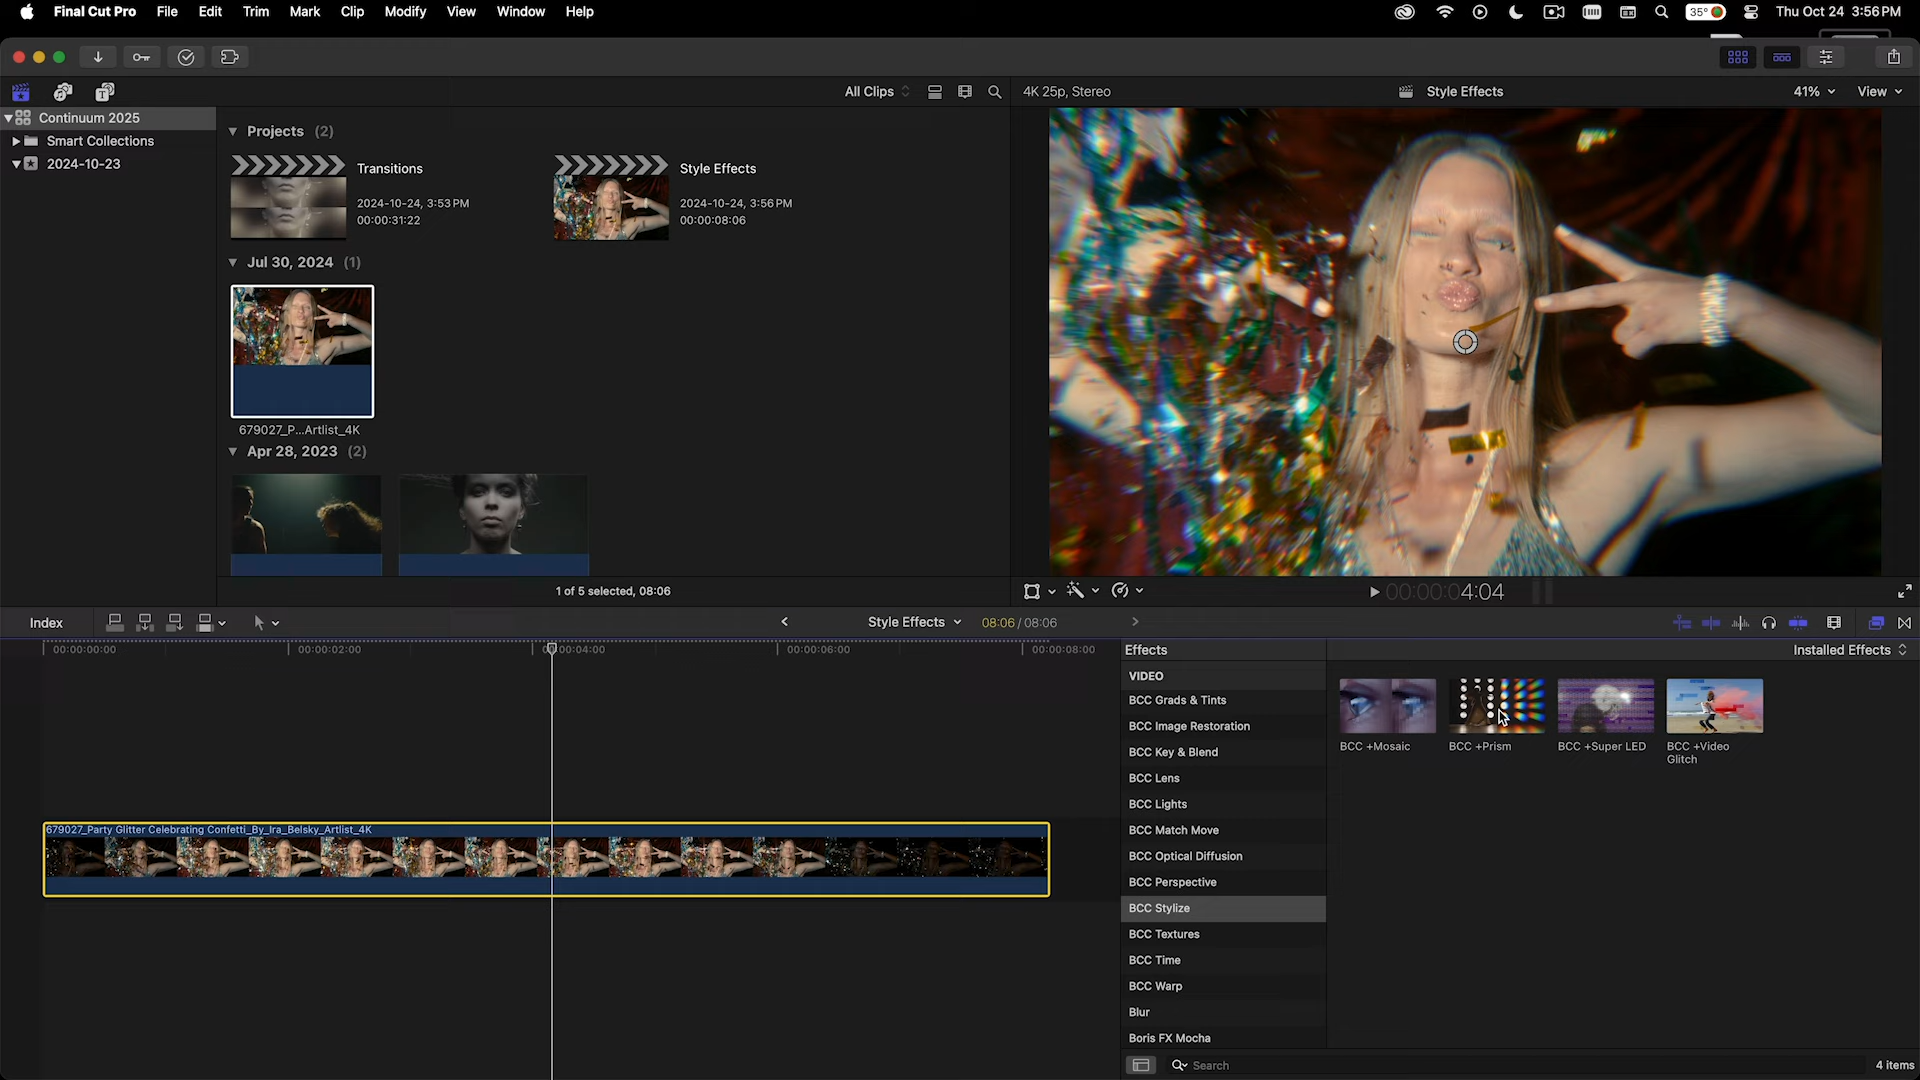 Final Cut Pro File Edit Trim Mark Clip Modify View Window Help 35° Thu Oct 24 3:56 PM
All Clips 4K 25p, Stereo Style Effects 41% View
Continuum 2025
Smart Collections
2024-10-23
Projects (2)
Transitions
2024-10-24, 3:53 PM
00:00:31:22
Style Effects
2024-10-24, 3:56 PM
00:00:08:06
Jul 30, 2024 (1)
679027_P...Artlist_4K
Apr 28, 2023 (2)
1 of 5 selected, 08:06
00:00:04:04
Index Style Effects 08:06 / 08:06
00:00:00:00 00:00:02:00 00:00:04:00 00:00:06:00 00:00:08:00
679027_Party Glitter Celebrating Confetti_By_Ira_Belsky_Artlist_4K
Effects Installed Effects
VIDEO
BCC Grads & Tints
BCC Image Restoration
BCC Key & Blend
BCC Lens
BCC Lights
BCC Match Move
BCC Optical Diffusion
BCC Perspective
BCC Stylize
BCC Textures
BCC Time
BCC Warp
Blur
Boris FX Mocha
BCC +Mosaic
BCC +Prism
BCC +Super LED
BCC +Video
Glitch
Search 4 items